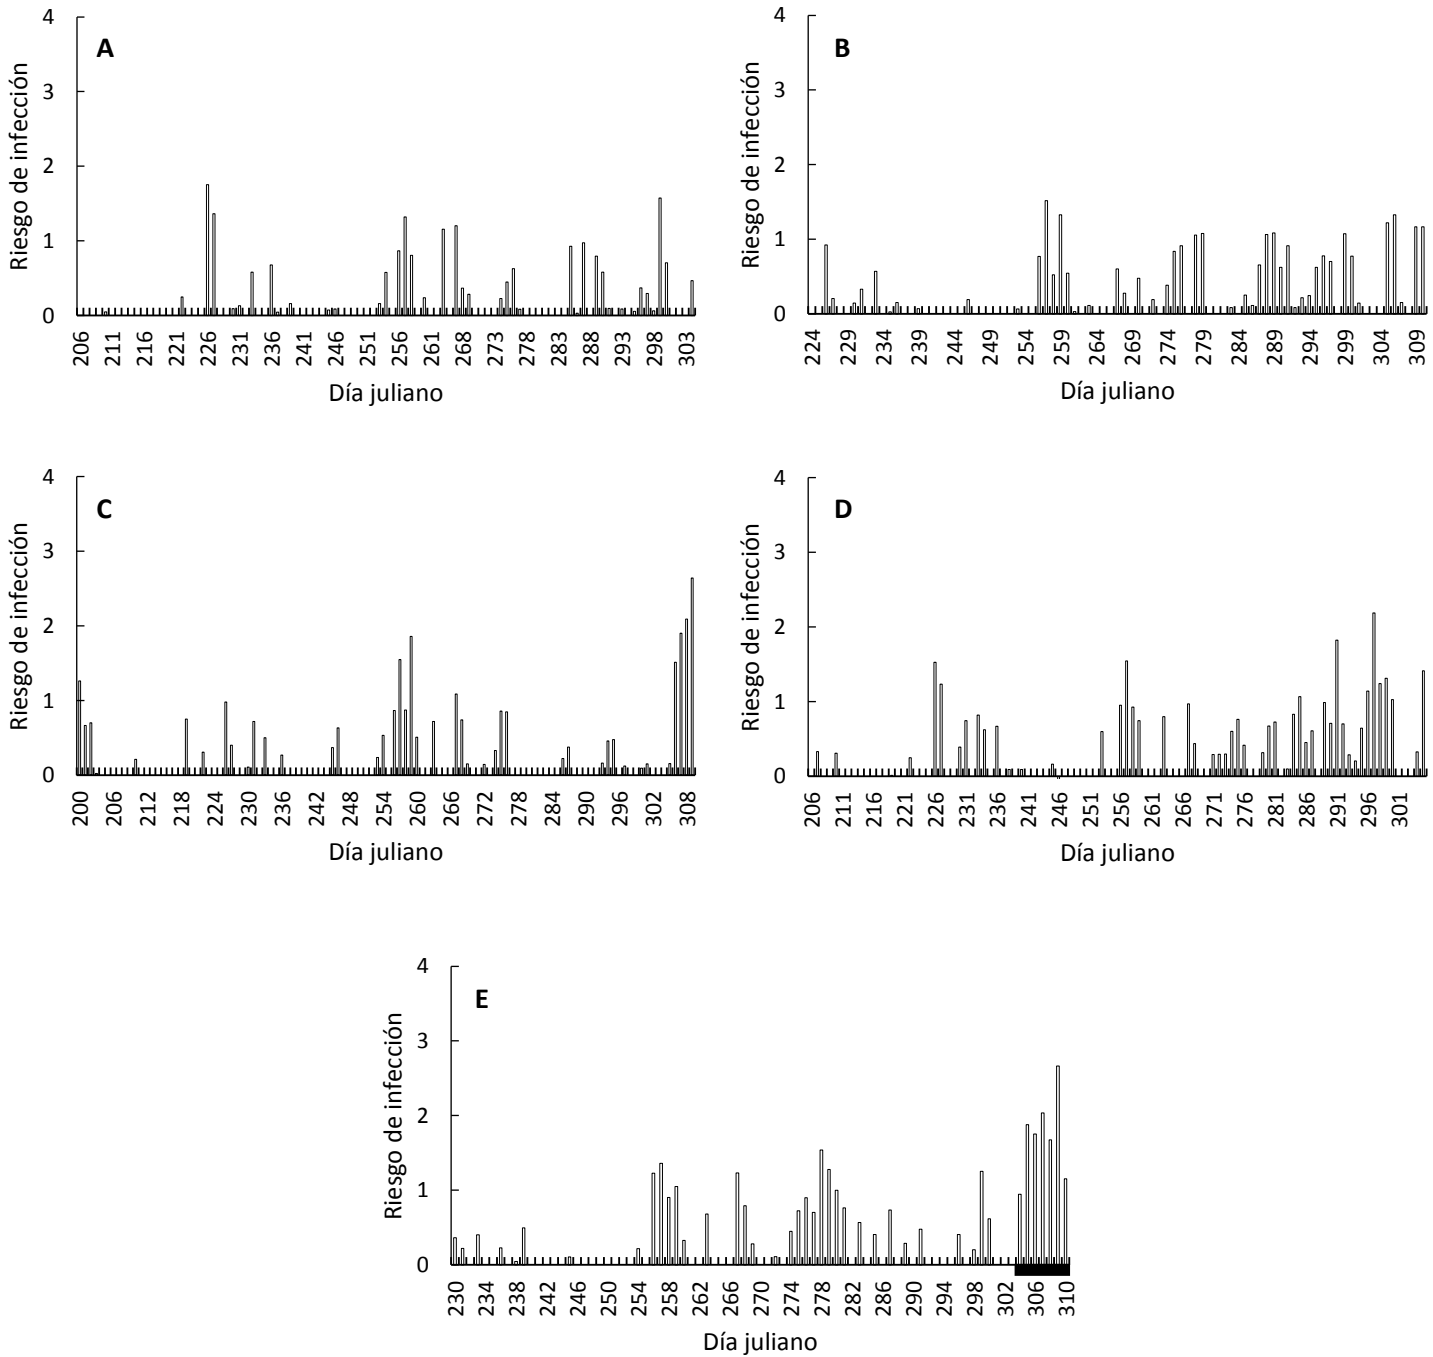 A
4
3
2
1
0
Riesgo de infección
206 211 216 221 226 231 236 241 246 251 256 261 268 273 278 283 288 293 298 303
Día juliano
B
4
3
2
1
0
Riesgo de infección
224 229 234 239 244 249 254 259 264 269 274 279 284 289 294 299 304 309
Día juliano
C
4
3
2
1
0
Riesgo de infección
200 206 212 218 224 230 236 242 248 254 260 266 272 278 284 290 296 302 308
Día juliano
D
4
3
2
1
0
Riesgo de infección
206 211 216 221 226 231 236 241 246 251 256 261 266 271 276 281 286 291 296 301
Día juliano
E
4
3
2
1
0
Riesgo de infección
230 234 238 242 246 250 254 258 262 266 270 274 278 282 286 290 294 298 302 306 310
Día juliano